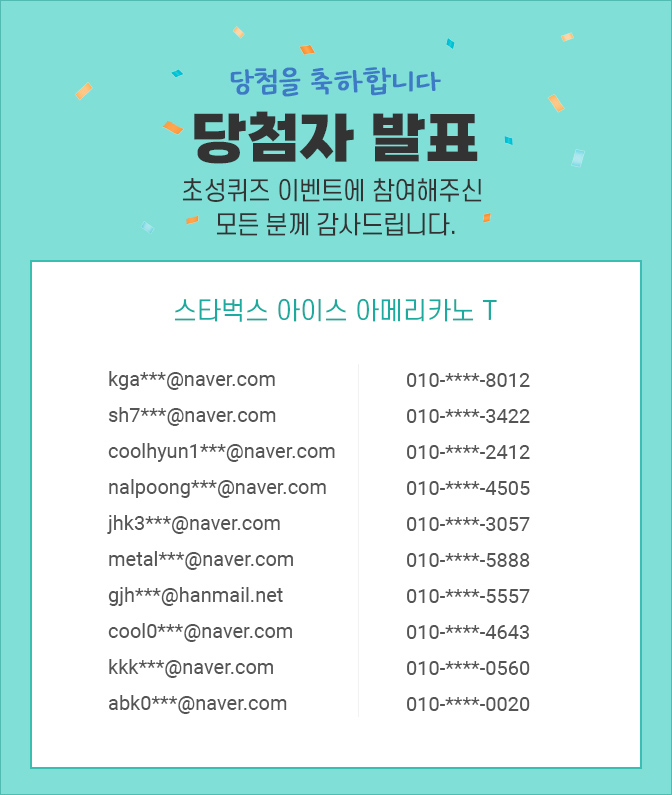 당첨을 축하합니다
당첨자 발표
초성퀴즈 이벤트에 참여해주신
모든 분께 감사드립니다.
스타벅스 아이스 아메리카노 T
kga***@naver.com 010-****-8012
sh7***@naver.com 010-****-3422
coolhyun1***@naver.com 010-****-2412
nalpoong***@naver.com 010-****-4505
jhk3***@naver.com 010-****-3057
metal***@naver.com 010-****-5888
gjh***@hanmail.net 010-****-5557
cool0***@naver.com 010-****-4643
kkk***@naver.com 010-****-0560
abk0***@naver.com 010-****-0020